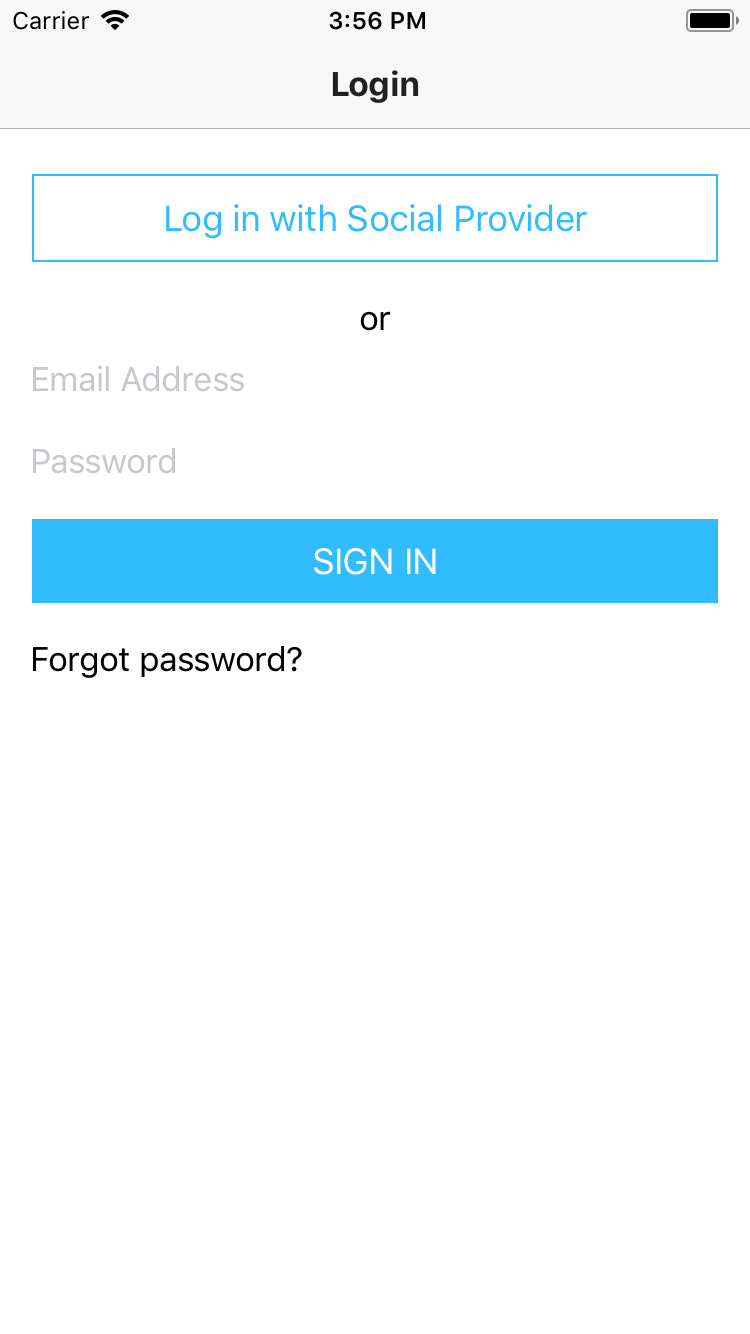 Carrier 3:56 PM
Login
Log in with Social Provider
or
Email Address
Password
SIGN IN
Forgot password?